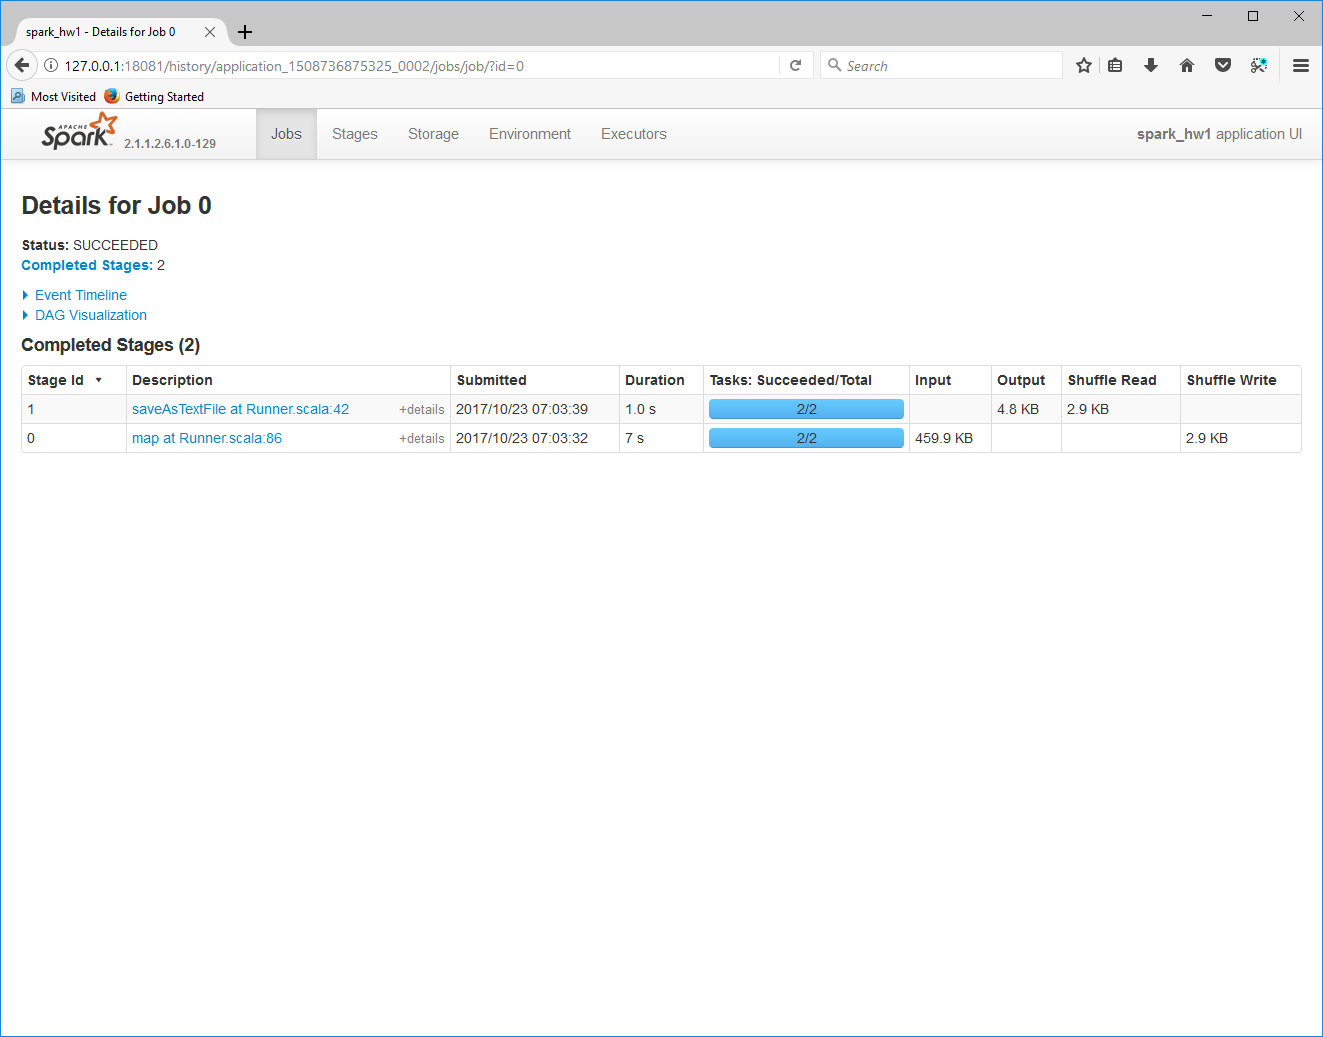 spark_hw1 - Details for Job 0
127.0.0.1:18081/history/application_1508736875325_0002/jobs/job/?id=0
Search
Most Visited Getting Started
APACHE Spark 2.1.1.2.6.1.0-129 Jobs Stages Storage Environment Executors spark_hw1 application UI
Details for Job 0
Status: SUCCEEDED
Completed Stages: 2
Event Timeline
DAG Visualization
Completed Stages (2)
Stage Id Description Submitted Duration Tasks: Succeeded/Total Input Output Shuffle Read Shuffle Write
1 saveAsTextFile at Runner.scala:42 +details 2017/10/23 07:03:39 1.0 s 2/2 4.8 KB 2.9 KB
0 map at Runner.scala:86 +details 2017/10/23 07:03:32 7 s 2/2 459.9 KB 2.9 KB